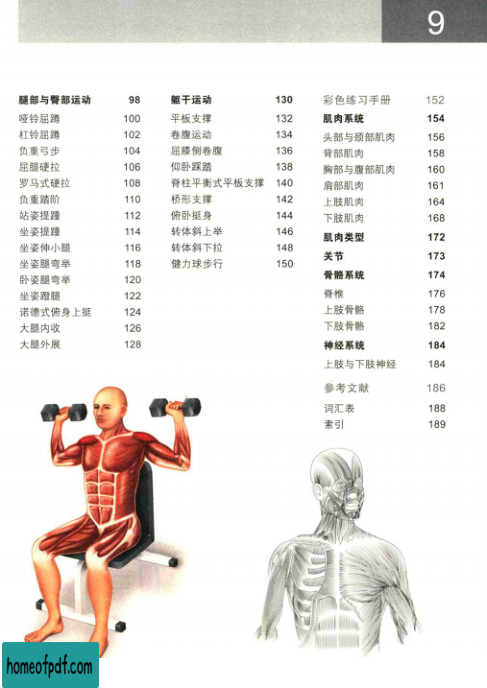 9
腿部与臀部运动 98
哑铃屈蹲 100
杠铃屈蹲 102
负重弓步 104
屈腿硬拉 106
罗马式硬拉 108
负重踏阶 110
站姿提踵 112
坐姿提踵 114
坐姿伸小腿 116
坐姿腿弯举 118
卧姿腿弯举 120
坐姿蹬腿 122
诺德式俯身上挺 124
大腿内收 126
大腿外展 128
躯干运动 130
平板支撑 132
卷腹运动 134
屈膝侧卷腹 136
仰卧踩踏 138
脊柱平衡式平板支撑 140
桥形支撑 142
俯卧挺身 144
转体斜上举 146
转体斜下拉 148
健力球步行 150
彩色练习手册 152
肌肉系统 154
头部与颈部肌肉 156
背部肌肉 158
胸部与腹部肌肉 160
肩部肌肉 161
上肢肌肉 164
下肢肌肉 168
肌肉类型 172
关节 173
骨骼系统 174
脊椎 176
上肢骨骼 178
下肢骨骼 182
神经系统 184
上肢与下肢神经 184
参考文献 186
词汇表 188
索引 189
homeofpdf.com